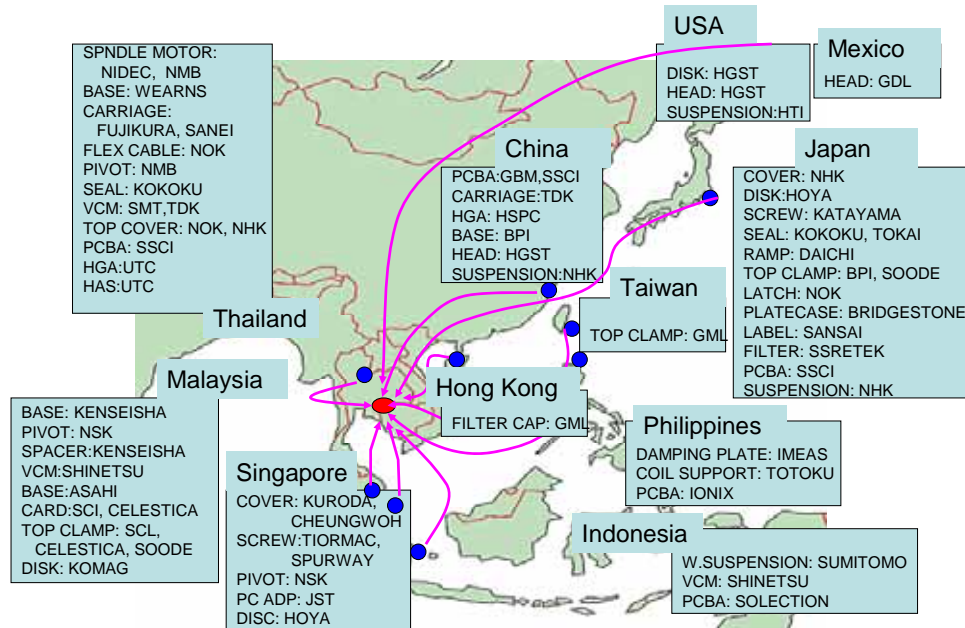 SPNDLE MOTOR:
NIDEC, NMB
BASE: WEARNS
CARRIAGE:
FUJIKURA, SANEI
FLEX CABLE: NOK
PIVOT: NMB
SEAL: KOKOKU
VCM: SMT,TDK
TOP COVER: NOK, NHK
PCBA: SSCI
HGA:UTC
HAS:UTC
Thailand
USA
DISK: HGST
HEAD: HGST
SUSPENSION:HTI
Mexico
HEAD: GDL
China
PCBA:GBM,SSCI
CARRIAGE:TDK
HGA: HSPC
BASE: BPI
HEAD: HGST
SUSPENSION:NHK
Japan
COVER: NHK
DISK:HOYA
SCREW: KATAYAMA
SEAL: KOKOKU, TOKAI
RAMP: DAICHI
TOP CLAMP: BPI, SOODE
LATCH: NOK
PLATECASE: BRIDGESTONE
LABEL: SANSAI
FILTER: SSRETEK
PCBA: SSCI
SUSPENSION: NHK
Taiwan
TOP CLAMP: GML
Malaysia
BASE: KENSEISHA
PIVOT: NSK
SPACER:KENSEISHA
VCM:SHINETSU
BASE:ASAHI
CARD:SCI, CELESTICA
TOP CLAMP: SCL,
CELESTICA, SOODE
DISK: KOMAG
Hong Kong
FILTER CAP: GML
Singapore
COVER: KURODA,
CHEUNGWOH
SCREW:TIORMAC,
SPURWAY
PIVOT: NSK
PC ADP: JST
DISC: HOYA
Philippines
DAMPING PLATE: IMEAS
COIL SUPPORT: TOTOKU
PCBA: IONIX
Indonesia
W.SUSPENSION: SUMITOMO
VCM: SHINETSU
PCBA: SOLECTION